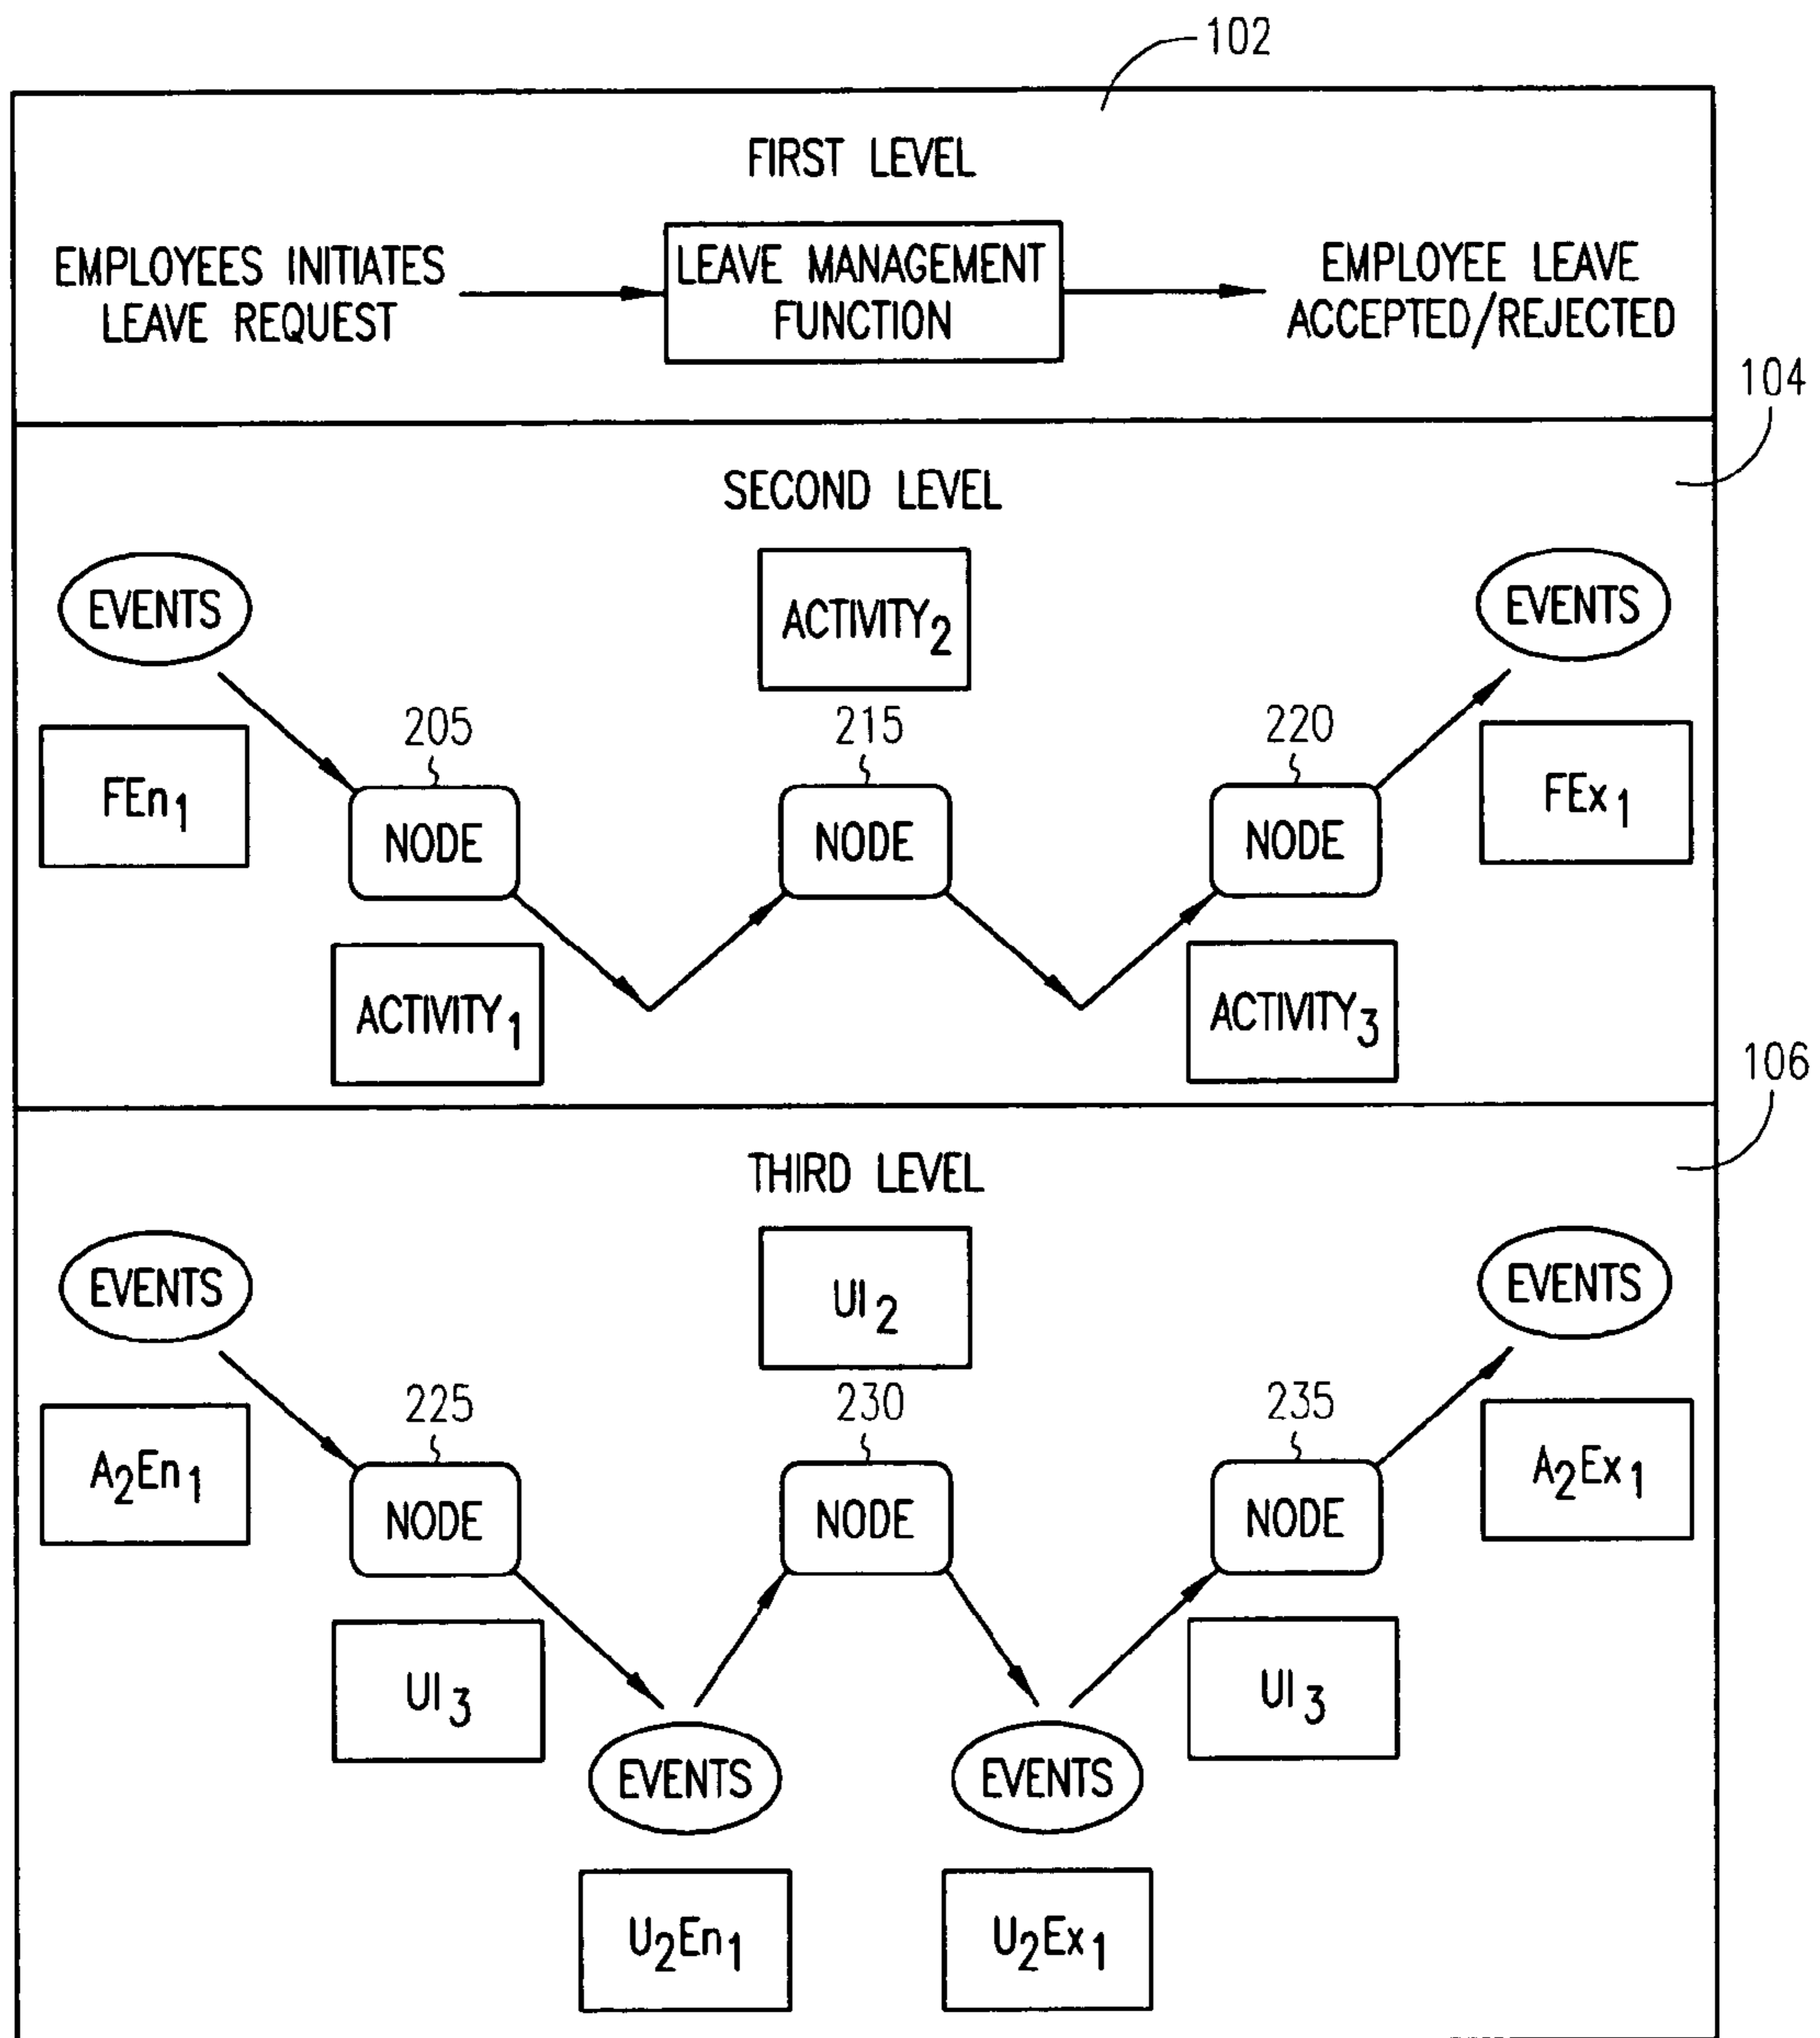 102
FIRST LEVEL
EMPLOYEES INITIATES
LEAVE REQUEST
LEAVE MANAGEMENT
FUNCTION
EMPLOYEE LEAVE
ACCEPTED/REJECTED
104
SECOND LEVEL
EVENTS
ACTIVITY2
EVENTS
FEn1
205
215
220
FEx1
NODE
NODE
NODE
ACTIVITY1
ACTIVITY3
106
THIRD LEVEL
EVENTS
UI2
EVENTS
A2En1
225
230
235
A2Ex1
NODE
NODE
NODE
UI3
UI3
EVENTS
EVENTS
U2En1
U2Ex1